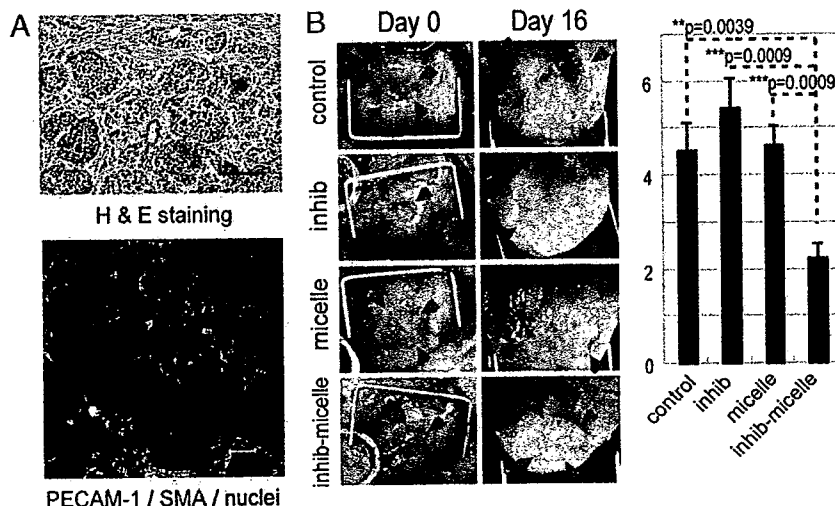 A
H & E staining
PECAM-1 / SMA / nuclei
B
Day 0
Day 16
control
inhib
micelle
inhib-micelle
**p=0.0039
***p=0.0009
***p=0.0009
6
4
2
0
control
inhib
micelle
inhib-micelle